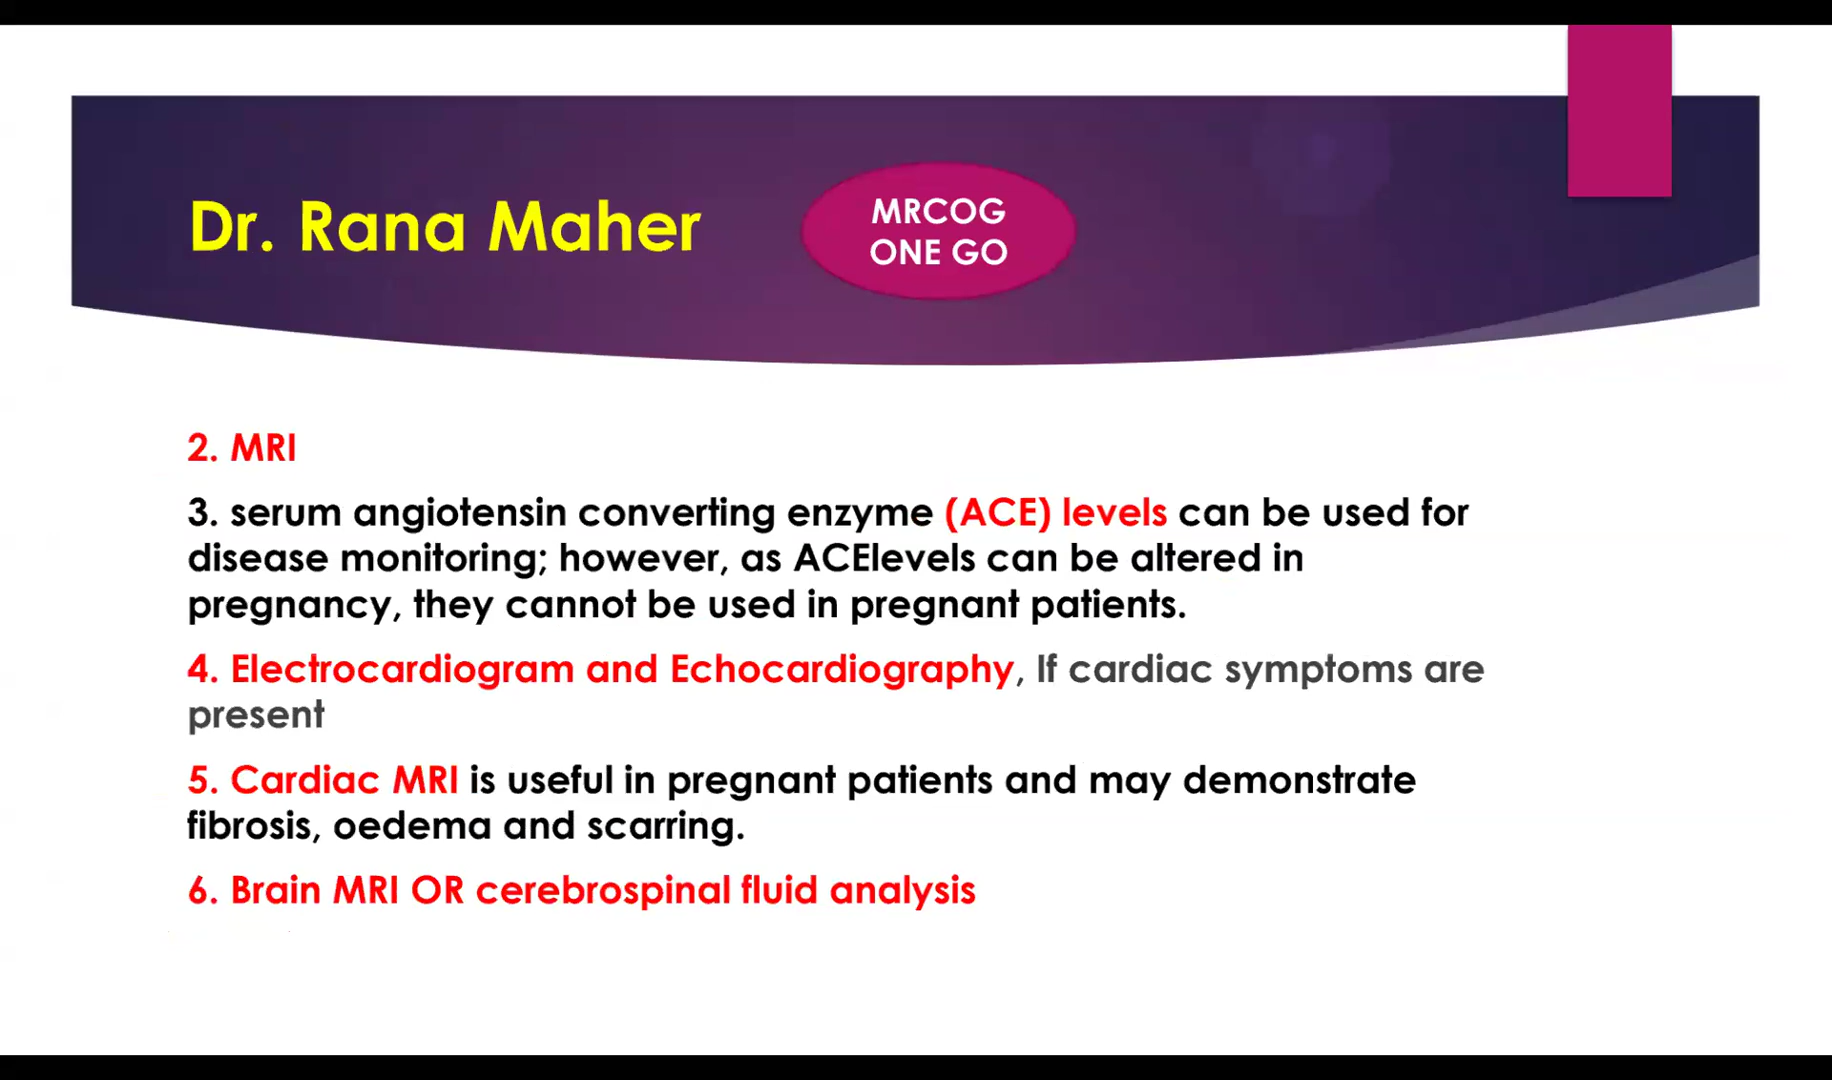 Dr. Rana Maher
MRCOG
ONE GO
2. MRI
3. serum angiotensin converting enzyme (ACE) levels can be used for
disease monitoring; however, as ACElevels can be altered in
pregnancy, they cannot be used in pregnant patients.
4. Electrocardiogram and Echocardiography, If cardiac symptoms are
present
5. Cardiac MRI is useful in pregnant patients and may demonstrate
fibrosis, oedema and scarring.
6. Brain MRI OR cerebrospinal fluid analysis